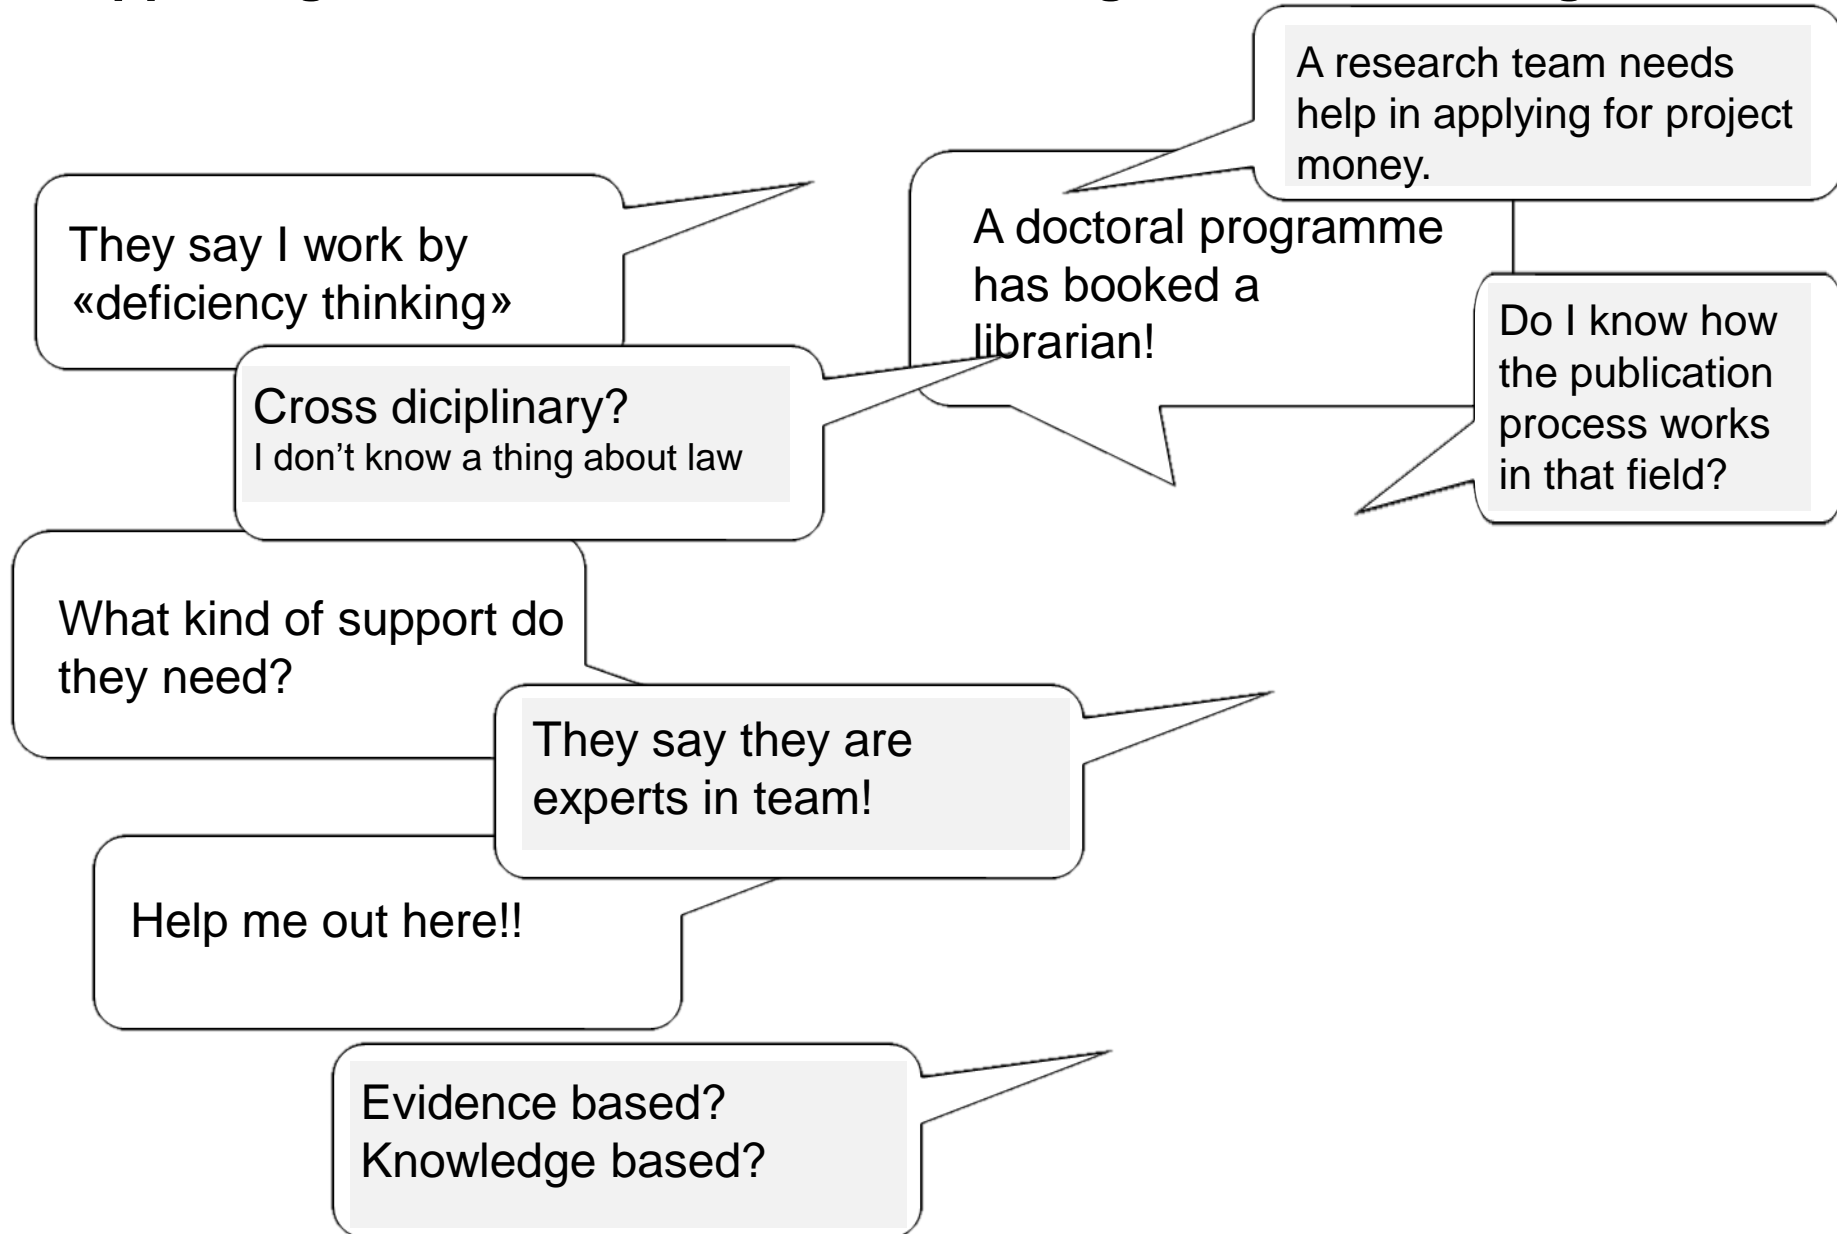 A research team needs
help in applying for project
money.
They say I work by
«deficiency thinking»
A doctoral programme
has booked a
librarian!
Do I know how
the publication
process works
in that field?
Cross diciplinary?
I don't know a thing about law
What kind of support do
they need?
They say they are
experts in team!
Help me out here!!
Evidence based?
Knowledge based?